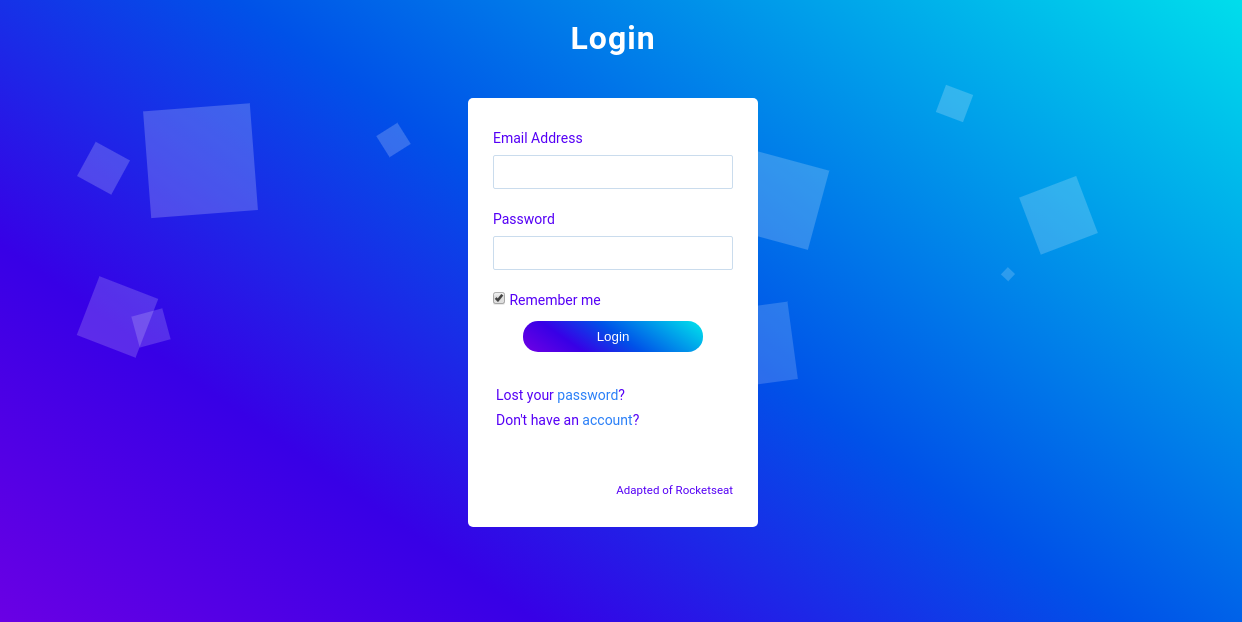 Login
Email Address
Password
Remember me
Login
Lost your password?
Don't have an account?
Adapted of Rocketseat